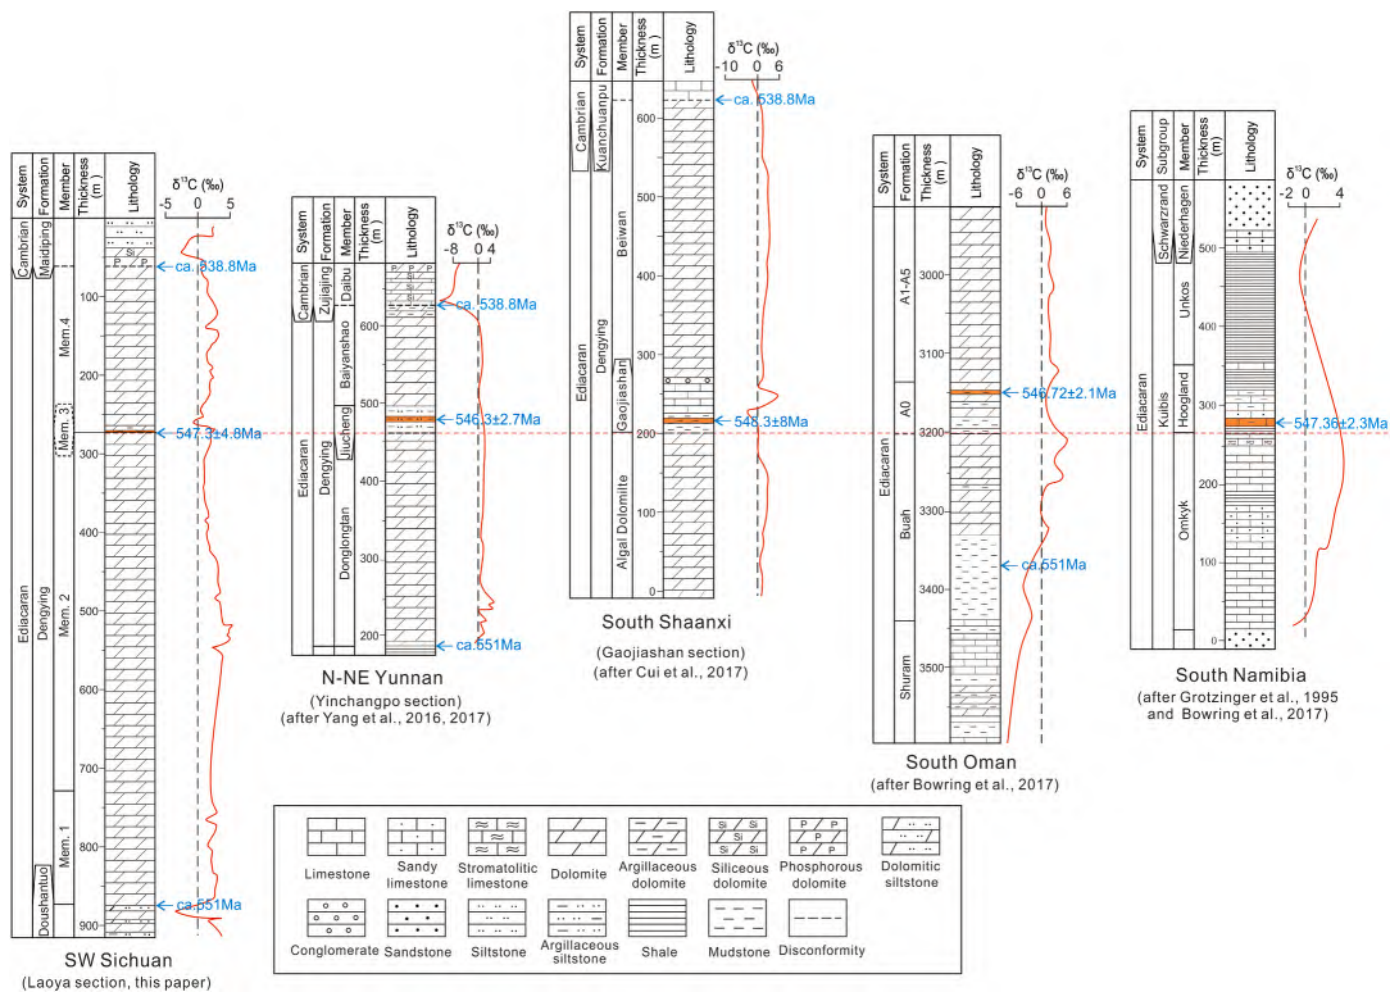 System
Formation
Member
Thickness
(m)
Lithology
δ¹³C (‰)
-5 0 5
Cambrian
Maidiping
Ediacaran
Dengying
Doushantuo
Mem.4
Mem. 3
Mem. 2
Mem. 1
100
200
300
400
500
600
700
800
900
Si
P P
ca. 538.8Ma
547.3±4.8Ma
ca.551Ma
SW Sichuan
(Laoya section, this paper)
System
Formation
Member
Thickness
(m)
Lithology
δ¹³C (‰)
-8 0 4
Cambrian
Zujiajing
Daibu
Ediacaran
Dengying
Baiyanshao
Jiucheng
Donglongtan
600
500
400
300
200
P P P
Si
Si
Si
ca. 538.8Ma
546.3±2.7Ma
ca.551Ma
N-NE Yunnan
(Yinchangpo section)
(after Yang et al., 2016, 2017)
System
Formation
Member
Thickness
(m)
Lithology
δ¹³C (‰)
-10 0 6
Cambrian
Kuanchuanpu
Ediacaran
Dengying
Beiwan
Gaojiashan
Algal Dolomilte
600
500
400
300
200
100
0
ca. 538.8Ma
548.3±8Ma
South Shaanxi
(Gaojiashan section)
(after Cui et al., 2017)
System
Formation
Thickness
(m)
Lithology
δ¹³C (‰)
-6 0 6
Ediacaran
A1-A5
A0
Buah
Shuram
3000
3100
3200
3300
3400
3500
546.72±2.1Ma
ca.551Ma
South Oman
(after Bowring et al., 2017)
System
Subgroup
Member
Thickness
(m)
Lithology
δ¹³C (‰)
-2 0 4
Ediacaran
Schwarzrand
Kuibis
Niederhagen
Unkos
Hoogland
Omkyk
500
400
300
200
100
0
547.36±2.3Ma
South Namibia
(after Grotzinger et al., 1995
and Bowring et al., 2017)
Si Si
Si
Si Si
P P
P
P P
Limestone
Sandy
limestone
Stromatolitic
limestone
Dolomite
Argillaceous
dolomite
Siliceous
dolomite
Phosphorous
dolomite
Dolomitic
siltstone
Conglomerate
Sandstone
Siltstone
Argillaceous
siltstone
Shale
Mudstone
Disconformity